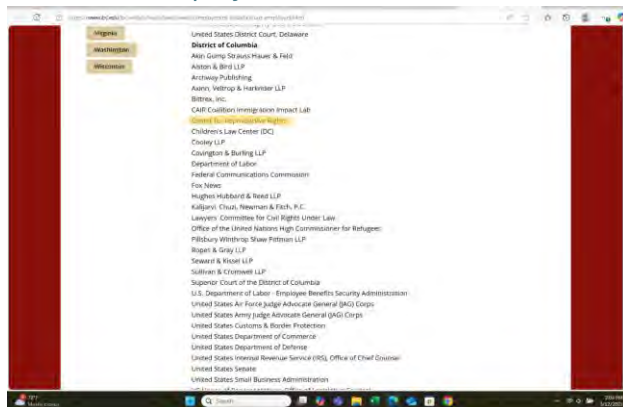 Virginia
Washington
Wisconsin
United States District Court, Delaware
District of Columbia
Akin Gump Strauss Hauer & Feld
Alston & Bird LLP
Archway Publishing
Axinn, Veltrop & Harkrider LLP
Bittrex, Inc.
CAIR Coalition Immigration Impact Lab
Center for Reproductive Rights
Children's Law Center (DC)
Cooley LLP
Covington & Burling LLP
Department of Labor
Federal Communications Commission
Fox News
Hughes Hubbard & Reed LLP
Kalijarvi, Chuzi, Newman & Fitch, P.C.
Lawyers' Committee for Civil Rights Under Law
Office of the United Nations High Commissioner for Refugees
Pillsbury Winthrop Shaw Pittman LLP
Ropes & Gray LLP
Seward & Kissel LLP
Sullivan & Cromwell LLP
Superior Court of the District of Columbia
U.S. Department of Labor - Employee Benefits Security Administration
United States Air Force Judge Advocate General (JAG) Corps
United States Army Judge Advocate General (JAG) Corps
United States Customs & Border Protection
United States Department of Commerce
United States Department of Defense
United States Internal Revenue Service (IRS), Office of Chief Counsel
United States Senate
United States Small Business Administration
Search